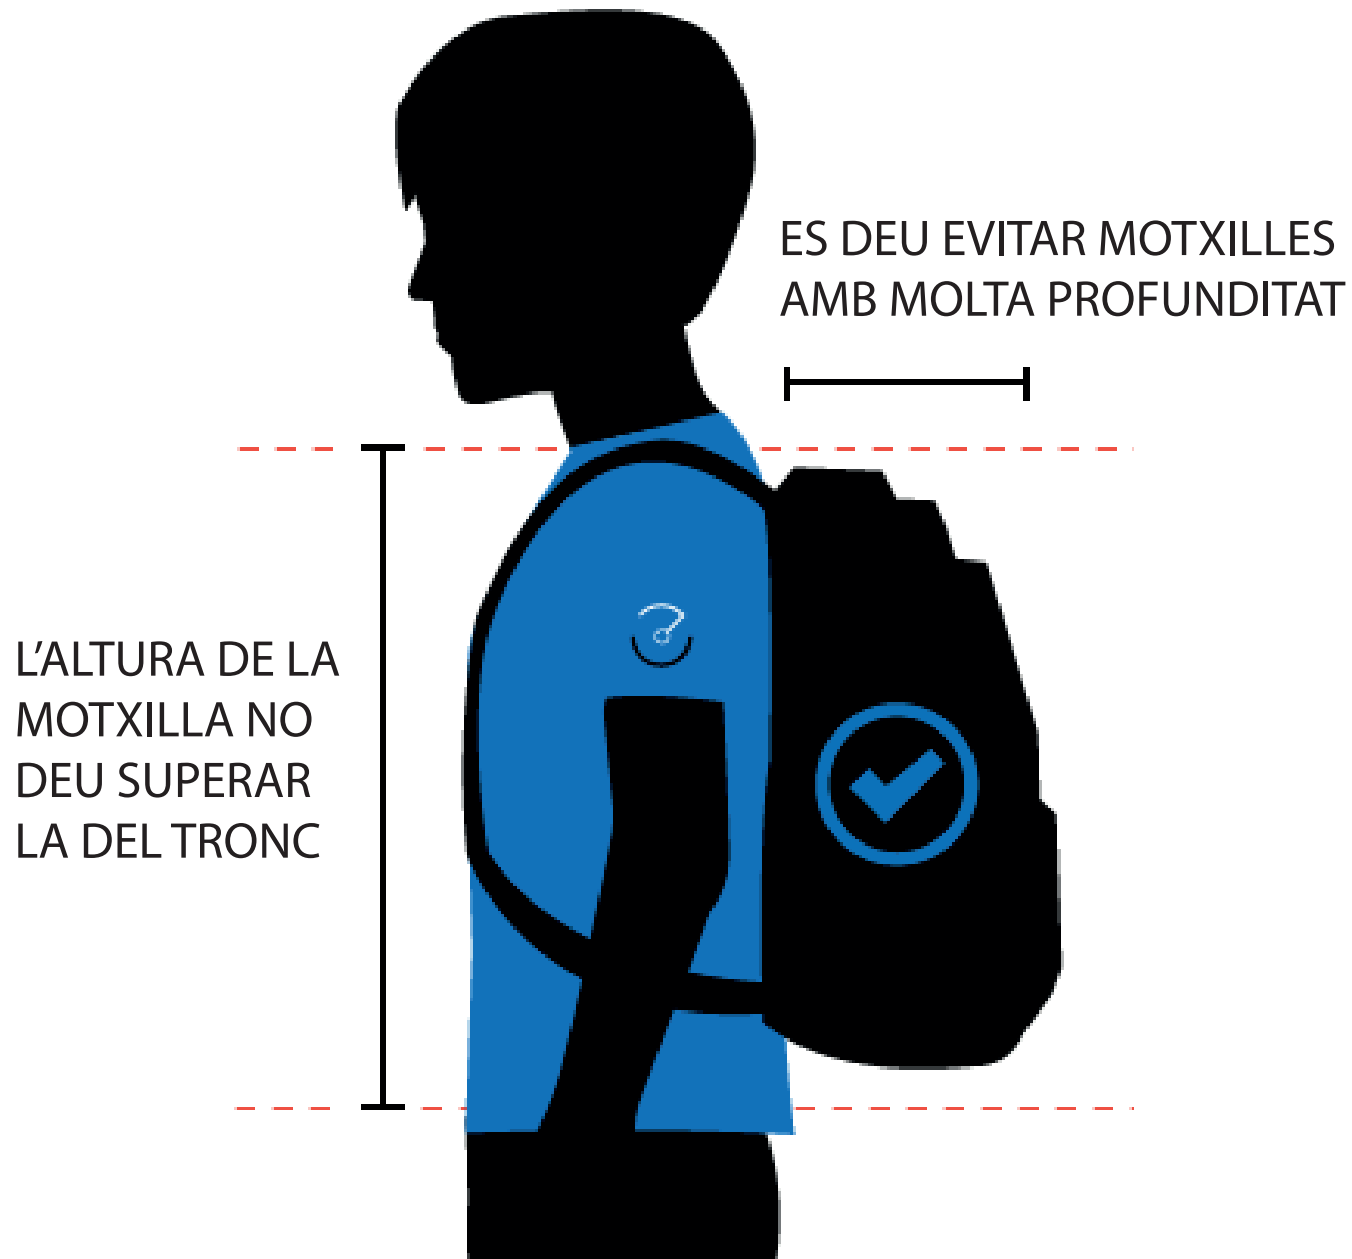 ES DEU EVITAR MOTXILLES
AMB MOLTA PROFUNDITAT
L'ALTURA DE LA
MOTXILLA NO
DEU SUPERAR
LA DEL TRONC